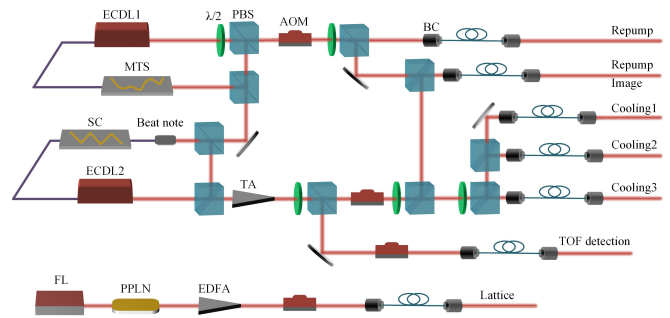 ECDL1
λ/2
PBS
AOM
BC
Repump
MTS
Repump
Image
SC
Beat note
Cooling1
Cooling2
ECDL2
TA
Cooling3
TOF detection
FL
PPLN
EDFA
Lattice